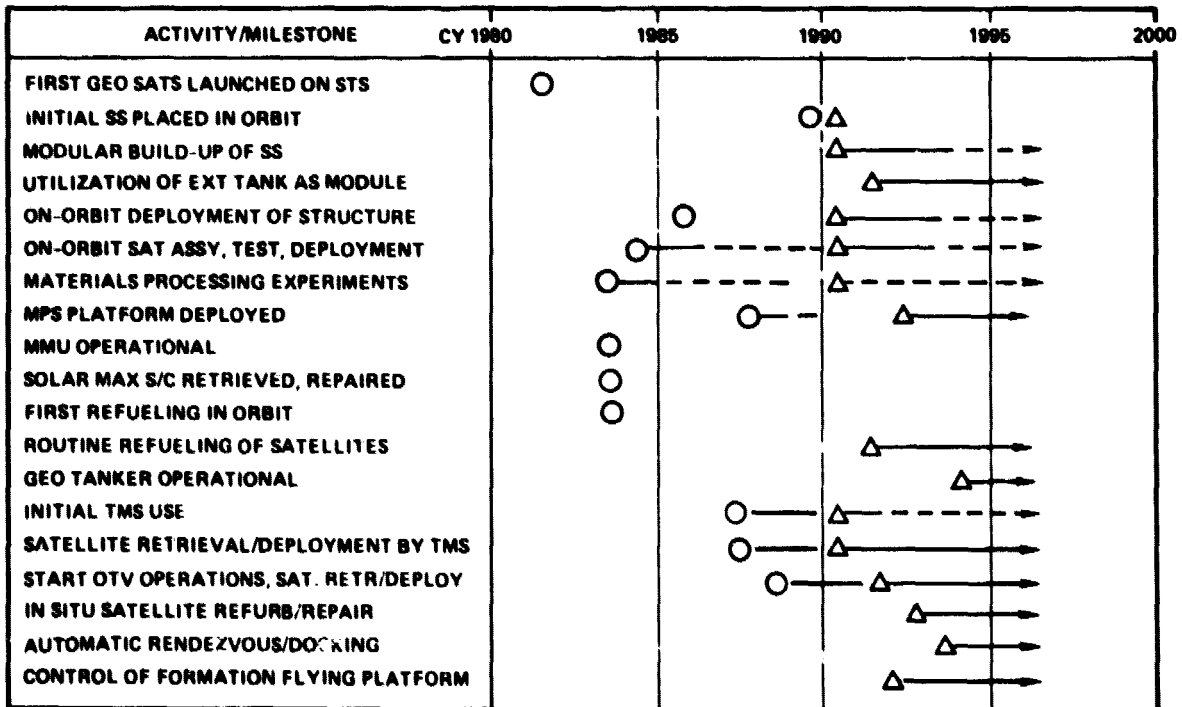 ACTIVITY/MILESTONE CY 1980 1985 1990 1995 2000
FIRST GEO SATS LAUNCHED ON STS
INITIAL SS PLACED IN ORBIT
MODULAR BUILD-UP OF SS
UTILIZATION OF EXT TANK AS MODULE
ON-ORBIT DEPLOYMENT OF STRUCTURE
ON-ORBIT SAT ASSY, TEST, DEPLOYMENT
MATERIALS PROCESSING EXPERIMENTS
MPS PLATFORM DEPLOYED
MMU OPERATIONAL
SOLAR MAX S/C RETRIEVED, REPAIRED
FIRST REFUELING IN ORBIT
ROUTINE REFUELING OF SATELLITES
GEO TANKER OPERATIONAL
INITIAL TMS USE
SATELLITE RETRIEVAL/DEPLOYMENT BY TMS
START OTV OPERATIONS, SAT. RETR/DEPLOY
IN SITU SATELLITE REFURB/REPAIR
AUTOMATIC RENDEZVOUS/DOCKING
CONTROL OF FORMATION FLYING PLATFORM